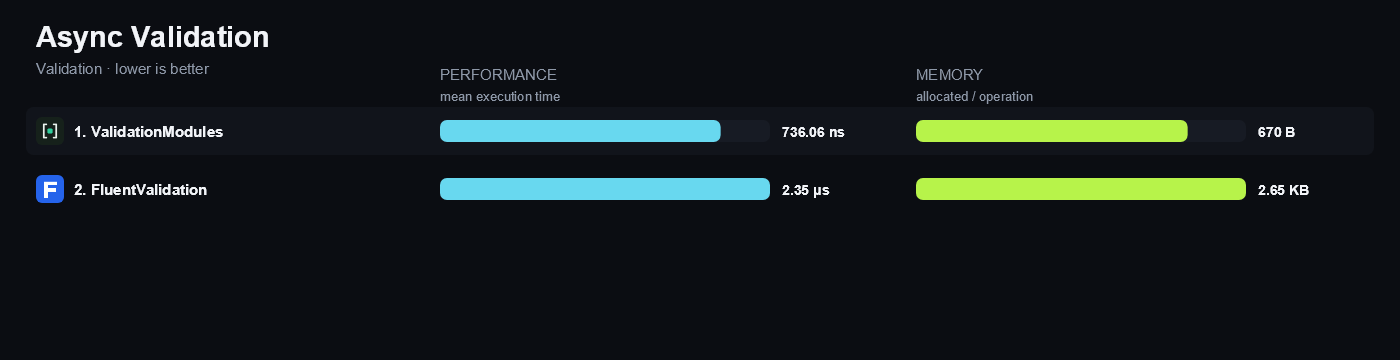 Async Validation
Validation · lower is better
PERFORMANCE
mean execution time
MEMORY
allocated / operation
1. ValidationModules
736.06 ns
670 B
F
2. FluentValidation
2.35 μs
2.65 KB